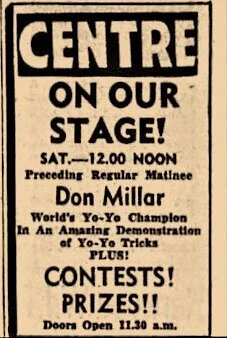 CENTRE
ON OUR
STAGE!
SAT.—12.00 NOON
Preceding Regular Matinee
Don Millar
World's Yo-Yo Champion
In An Amazing Demonstration
of Yo-Yo Tricks
PLUS!
CONTESTS!
PRIZES!!
Doors Open 11.30 a.m.